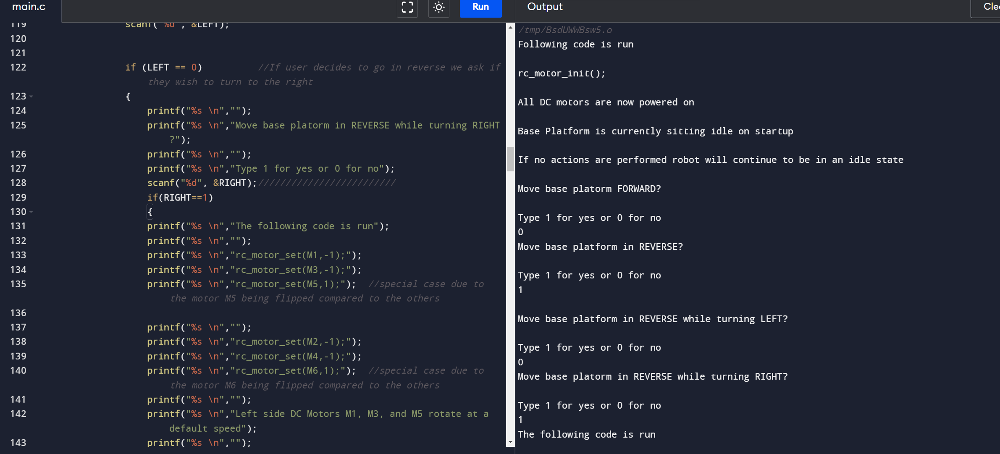 main.c
Run
Output
Cle
119 scanf("%d", &LEFT);
120
121
122 if (LEFT == 0) //If user decides to go in reverse we ask if
they wish to turn to the right
123 {
124 printf("%s \n","");
125 printf("%s \n","Move base platorm in REVERSE while turning RIGHT
?");
126 printf("%s \n","");
127 printf("%s \n","Type 1 for yes or 0 for no");
128 scanf("%d", &RIGHT);/////////////////////////
129 if(RIGHT==1)
130 {
131 printf("%s \n","The following code is run");
132 printf("%s \n","");
133 printf("%s \n","rc_motor_set(M1,-1);");
134 printf("%s \n","rc_motor_set(M3,-1);");
135 printf("%s \n","rc_motor_set(M5,1);"); //special case due to
the motor M5 being flipped compared to the others
136
137 printf("%s \n","");
138 printf("%s \n","rc_motor_set(M2,-1);");
139 printf("%s \n","rc_motor_set(M4,-1);");
140 printf("%s \n","rc_motor_set(M6,1);"); //special case due to
the motor M6 being flipped compared to the others
141 printf("%s \n","");
142 printf("%s \n","Left side DC Motors M1, M3, and M5 rotate at a
default speed");
143 printf("%s \n","");
/tmp/BsdUWWBsw5.o
Following code is run
rc_motor_init();
All DC motors are now powered on
Base Platform is currently sitting idle on startup
If no actions are performed robot will continue to be in an idle state
Move base platorm FORWARD?
Type 1 for yes or 0 for no
0
Move base platform in REVERSE?
Type 1 for yes or 0 for no
1
Move base platform in REVERSE while turning LEFT?
Type 1 for yes or 0 for no
0
Move base platorm in REVERSE while turning RIGHT?
Type 1 for yes or 0 for no
1
The following code is run